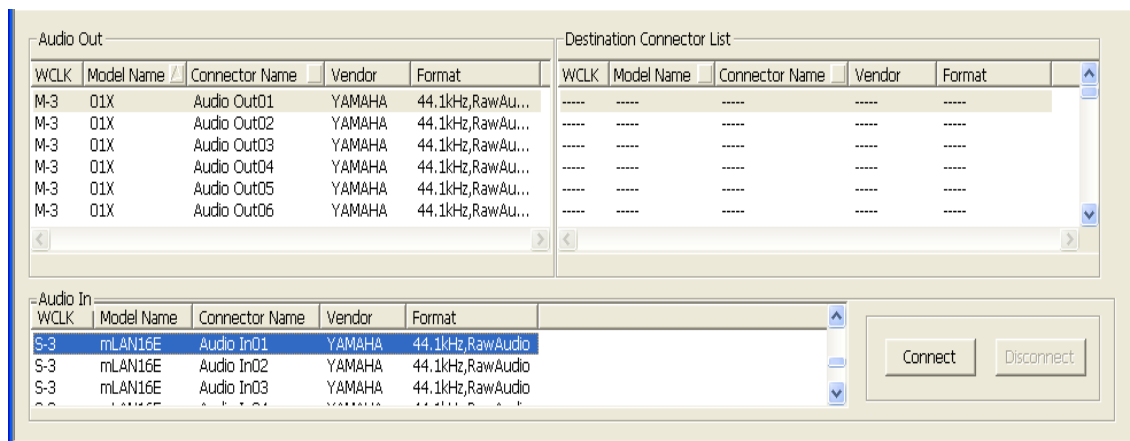 Audio Out
WCLK Model Name Connector Name Vendor Format
M-3 01X Audio Out01 YAMAHA 44.1kHz,RawAu...
M-3 01X Audio Out02 YAMAHA 44.1kHz,RawAu...
M-3 01X Audio Out03 YAMAHA 44.1kHz,RawAu...
M-3 01X Audio Out04 YAMAHA 44.1kHz,RawAu...
M-3 01X Audio Out05 YAMAHA 44.1kHz,RawAu...
M-3 01X Audio Out06 YAMAHA 44.1kHz,RawAu...
Destination Connector List
WCLK Model Name Connector Name Vendor Format
----- ----- ----- ----- -----
----- ----- ----- ----- -----
----- ----- ----- ----- -----
----- ----- ----- ----- -----
----- ----- ----- ----- -----
----- ----- ----- ----- -----
Audio In
WCLK Model Name Connector Name Vendor Format
S-3 mLAN16E Audio In01 YAMAHA 44.1kHz,RawAudio
S-3 mLAN16E Audio In02 YAMAHA 44.1kHz,RawAudio
S-3 mLAN16E Audio In03 YAMAHA 44.1kHz,RawAudio
Connect Disconnect